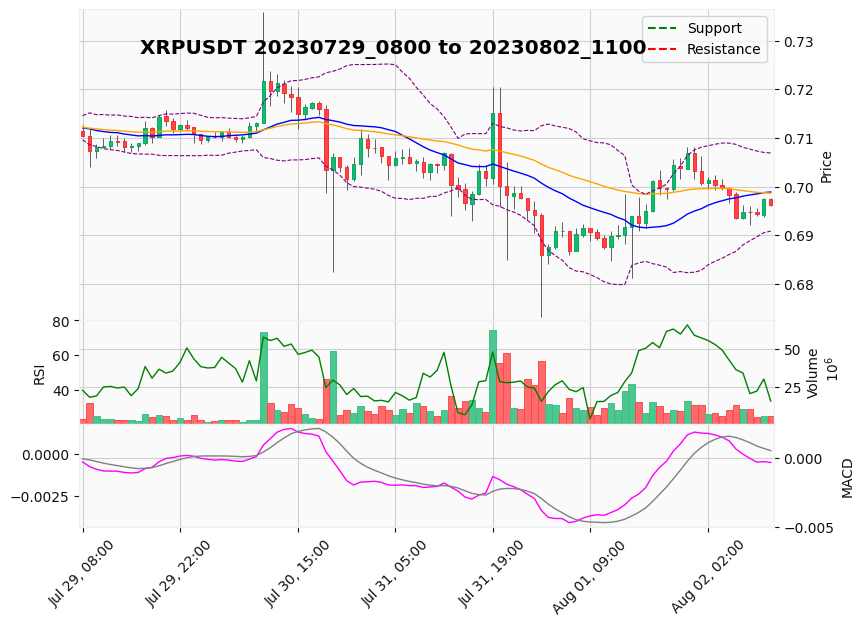 XRPUSDT 20230729_0800 to 20230802_1100
Support
Resistance
0.73
0.72
0.71
0.70
0.69
0.68
Price
80
60
40
RSI
50
25
Volume
10^6
0.0000
−0.0025
0.000
−0.005
MACD
Jul 29, 08:00
Jul 29, 22:00
Jul 30, 15:00
Jul 31, 05:00
Jul 31, 19:00
Aug 01, 09:00
Aug 02, 02:00